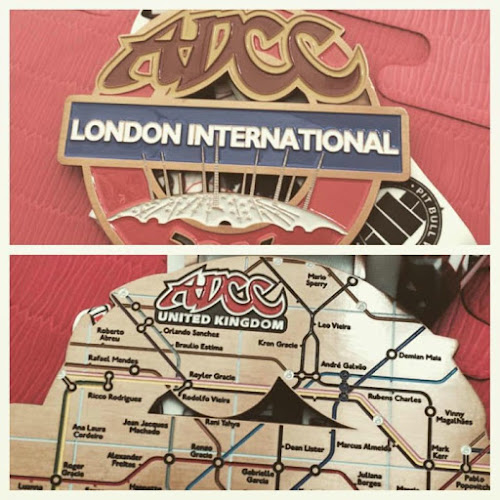 ADCC
LONDON INTERNATIONAL
PIT BULL
ADCC
UNITED KINGDOM
Mario
Sperry
Roberto
Abreu
Orlando Sanchez
Leo Vieira
Braulio Estima
Kron Gracie
Rafael Mendes
André Galvão
Demian Maia
Royler Gracie
Ricco Rodriguez
Rodolfo Vieira
Rubens Charles
Vinny
Magalhães
Ana Laura
Cordeiro
Jean Jacques
Machado
Rani Yahya
Dean Lister
Marcus Almeida
Mark
Kerr
Roger
Gracie
Alexander
Freitas
Renzo
Gracie
Gabrielle
Garcia
Juliana
Borges
Pablo
Popovitch